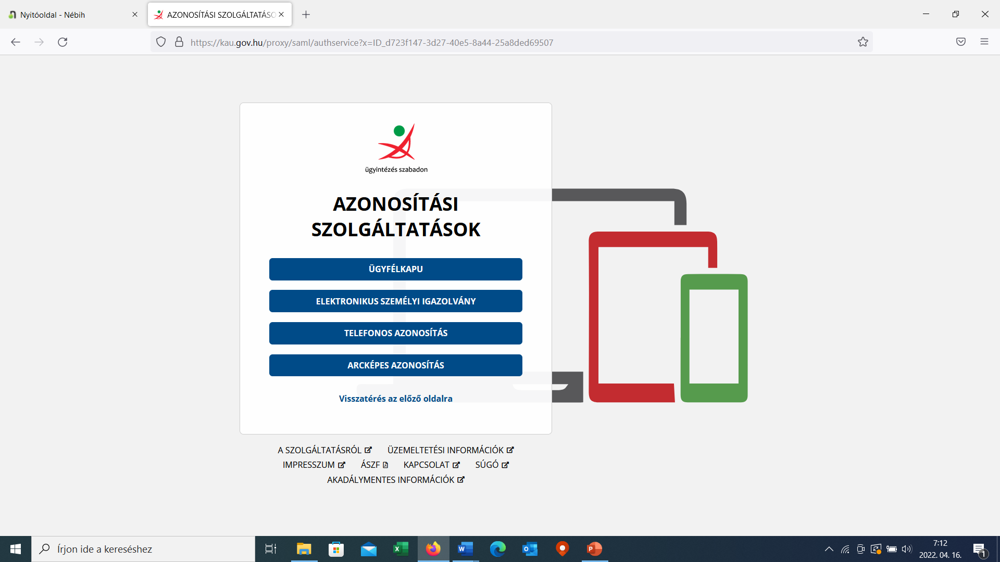 Nyitóoldal - Nébih
AZONOSÍTÁSI SZOLGÁLTATÁSO
https://kau.gov.hu/proxy/saml/authservice?x=ID_d723f147-3d27-40e5-8a44-25a8ded69507
ügyintézés szabadon
AZONOSÍTÁSI
SZOLGÁLTATÁSOK
ÜGYFÉLKAPU
ELEKTRONIKUS SZEMÉLYI IGAZOLVÁNY
TELEFONOS AZONOSÍTÁS
ARCKÉPES AZONOSÍTÁS
Visszatérés az előző oldalra
A SZOLGÁLTATÁSRÓL ÜZEMELTETÉSI INFORMÁCIÓK
IMPRESSZUM ÁSZF KAPCSOLAT SÚGÓ
AKADÁLYMENTES INFORMÁCIÓK
Írjon ide a kereséshez
7:12
2022. 04. 16.
1